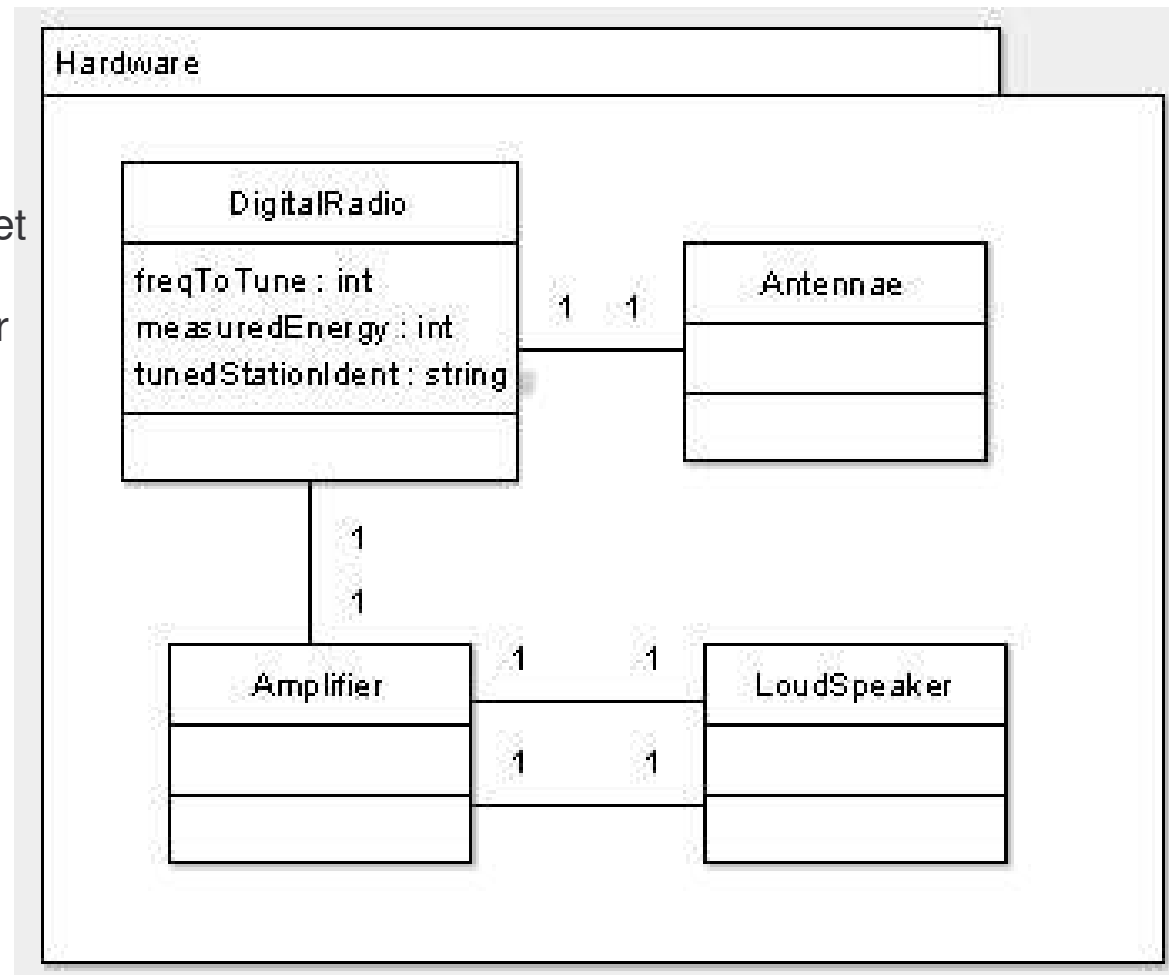 Hardware
et
r
DigitalRadio
freqToTune : int
measuredEnergy : int
tunedStationIdent : string
1 1
Antennae
1
1
Amplifier
1 1
1 1
LoudSpeaker